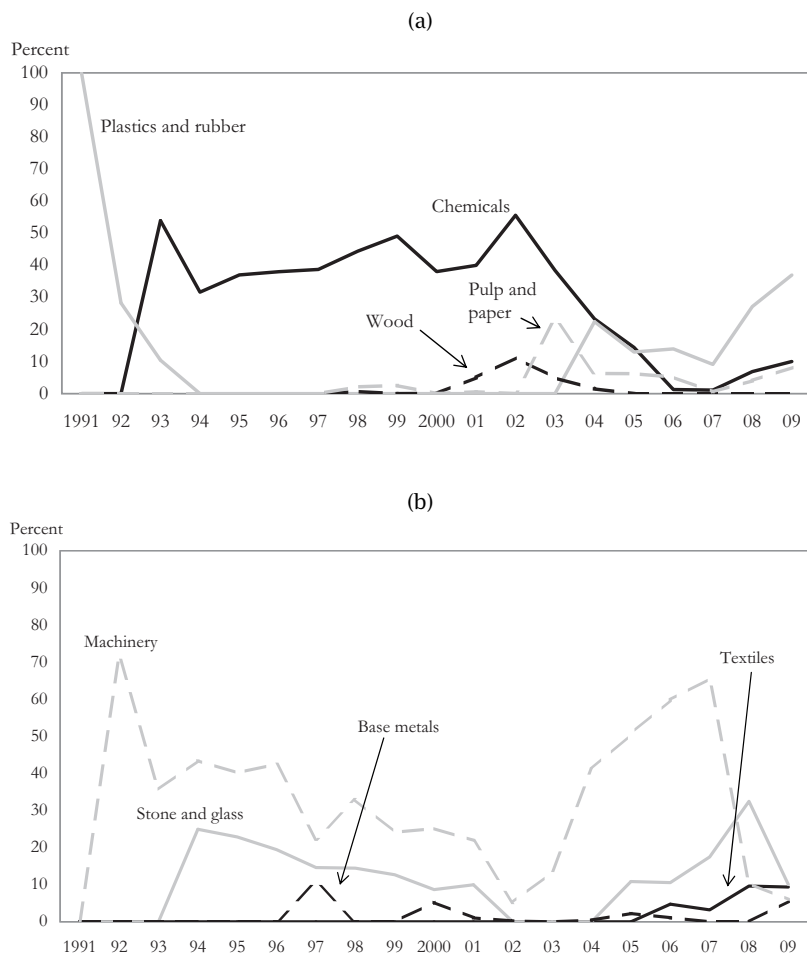 (a)
Percent
100
90
80
70
60
50
40
30
20
10
0
Plastics and rubber
Chemicals
Pulp and
paper
Wood
1991 92 93 94 95 96 97 98 99 2000 01 02 03 04 05 06 07 08 09
(b)
Percent
100
90
80
70
60
50
40
30
20
10
0
Machinery
Textiles
Base metals
Stone and glass
1991 92 93 94 95 96 97 98 99 2000 01 02 03 04 05 06 07 08 09